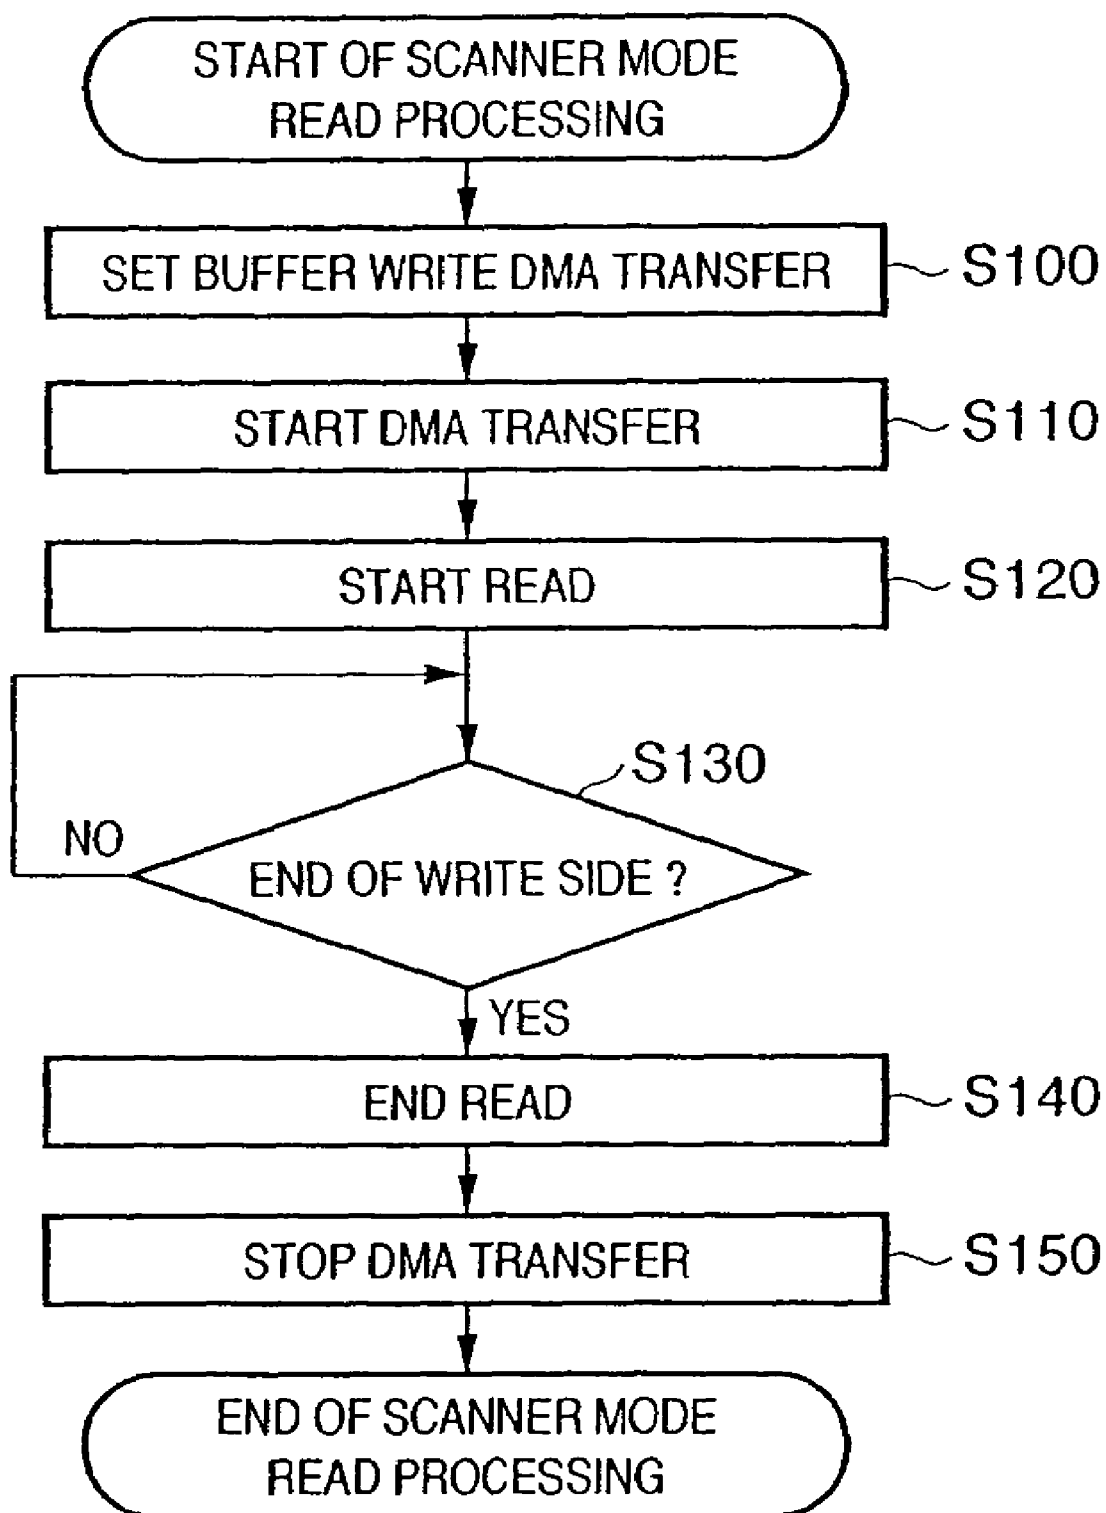 START OF SCANNER MODE
READ PROCESSING
SET BUFFER WRITE DMA TRANSFER
S100
START DMA TRANSFER
S110
START READ
S120
S130
NO
END OF WRITE SIDE ?
YES
END READ
S140
STOP DMA TRANSFER
S150
END OF SCANNER MODE
READ PROCESSING